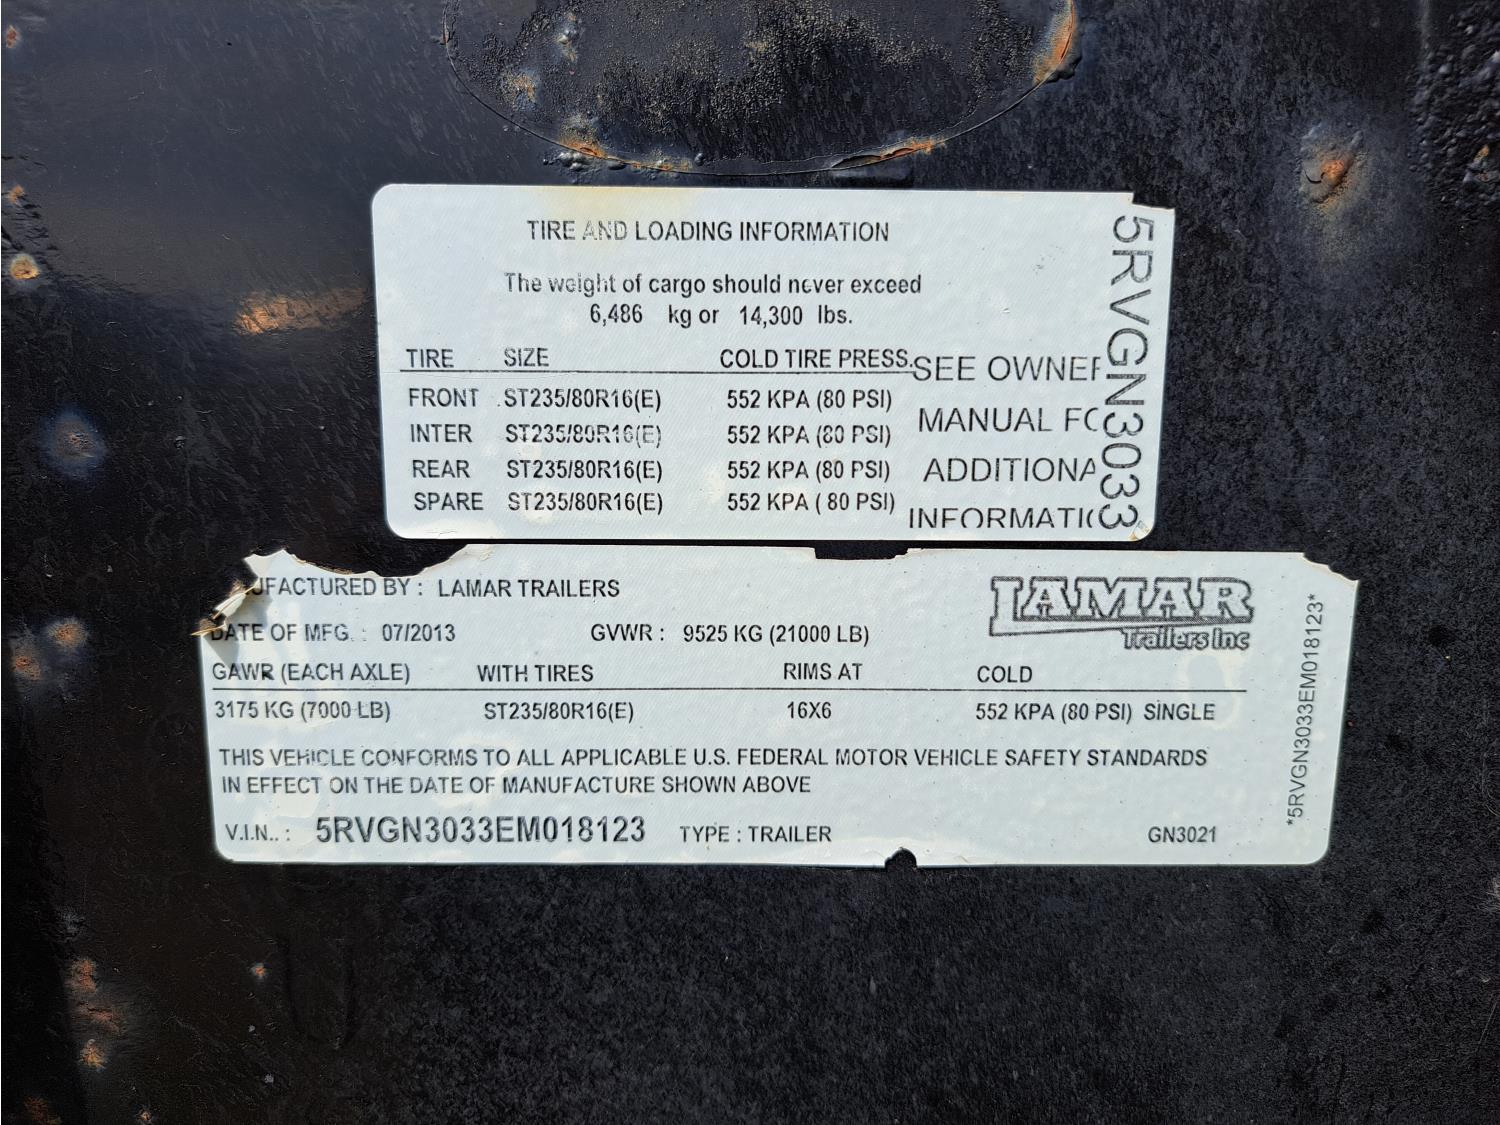 TIRE AND LOADING INFORMATION
The weight of cargo should never exceed
6,486 kg or 14,300 lbs.
TIRE SIZE COLD TIRE PRESS.
FRONT ST235/80R16(E) 552 KPA (80 PSI)
INTER ST235/80R16(E) 552 KPA (80 PSI)
REAR ST235/80R16(E) 552 KPA (80 PSI)
SPARE ST235/80R16(E) 552 KPA ( 80 PSI)
SEE OWNER
MANUAL FO
ADDITIONA
INFORMATIO
5RVGN3033
UFACTURED BY : LAMAR TRAILERS
LAMAR
Trailers Inc
DATE OF MFG. : 07/2013 GVWR : 9525 KG (21000 LB)
GAWR (EACH AXLE) WITH TIRES RIMS AT COLD
3175 KG (7000 LB) ST235/80R16(E) 16X6 552 KPA (80 PSI) SINGLE
THIS VEHICLE CONFORMS TO ALL APPLICABLE U.S. FEDERAL MOTOR VEHICLE SAFETY STANDARDS
IN EFFECT ON THE DATE OF MANUFACTURE SHOWN ABOVE
V.I.N.. : 5RVGN3033EM018123 TYPE : TRAILER GN3021
*5RVGN3033EM018123*